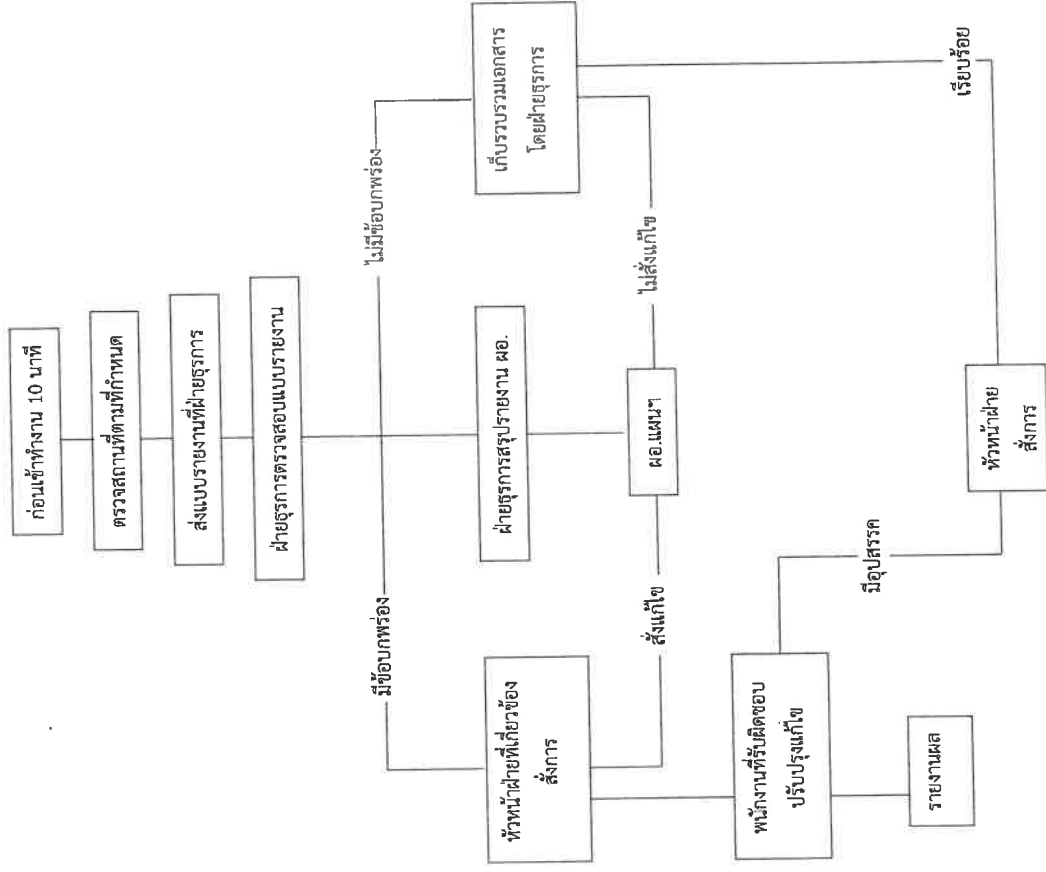 ก่อนเข้าทำงาน 10 นาที
ตรวจสถานที่ตามที่กำหนด
ส่งแบบรายงานที่ฝ่ายธุรการ
ฝ่ายธุรการตรวจสอบแบบรายงาน
มีข้อบกพร่อง
ไม่มีข้อบกพร่อง
หัวหน้าฝ่ายที่เกี่ยวข้อง
สั่งการ
ฝ่ายธุรการสรุปรายงาน ผอ.
เก็บรวบรวมเอกสาร
โดยฝ่ายธุรการ
สั่งแก้ไข
ผอ.แผนฯ
ไม่สั่งแก้ไข
พนักงานที่รับผิดชอบ
ปรับปรุงแก้ไข
มีอุปสรรค
หัวหน้าฝ่าย
สั่งการ
เรียบร้อย
รายงานผล